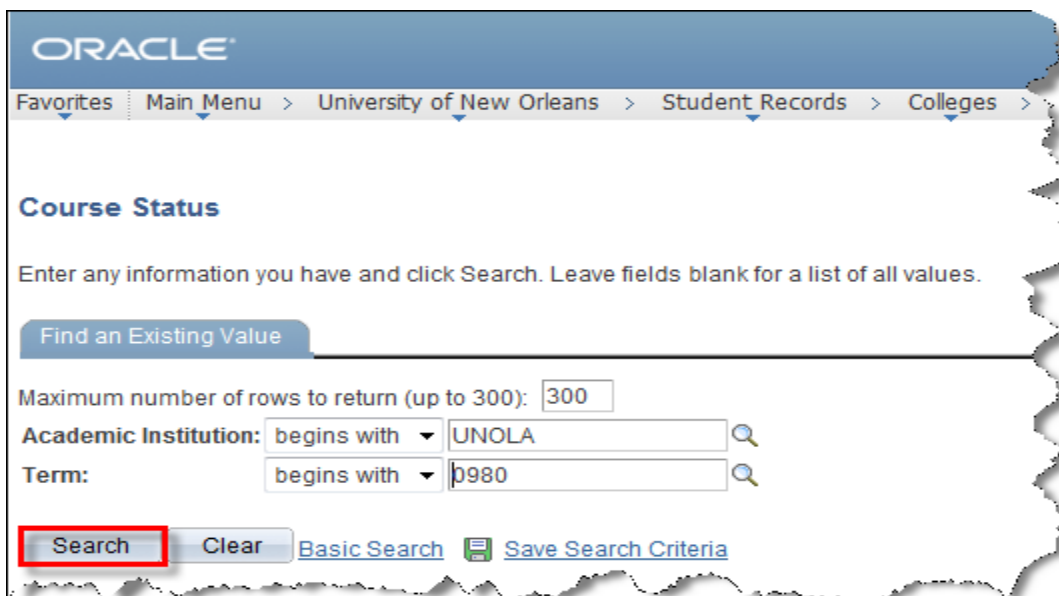 ORACLE
Favorites Main Menu > University of New Orleans > Student Records > Colleges >
Course Status
Enter any information you have and click Search. Leave fields blank for a list of all values.
Find an Existing Value
Maximum number of rows to return (up to 300): 300
Academic Institution: begins with UNOLA
Term: begins with 0980
Search Clear Basic Search Save Search Criteria